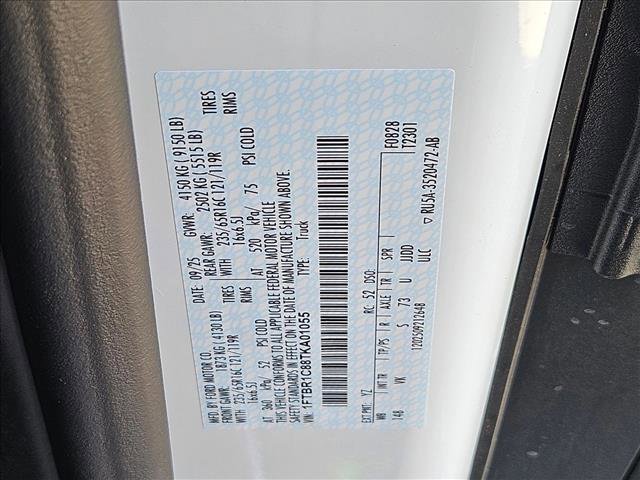 MFD. BY FORD MOTOR CO.
DATE: 09/25 GVWR: 4150 KG ( 9150 LB)
FRONT GAWR: 1873 KG ( 4130 LB) REAR GAWR: 2502 KG ( 5515 LB)
WITH 235/65R16C 121/119R WITH 235/65R16C 121/119R TIRES
16x6.5J RIMS 16x6.5J RIMS
AT 360 kPa/ 52 PSI COLD AT 520 kPa/ 75 PSI COLD
THIS VEHICLE CONFORMS TO ALL APPLICABLE FEDERAL MOTOR VEHICLE
SAFETY STANDARDS IN EFFECT ON THE DATE OF MANUFACTURE SHOWN ABOVE.
VIN: 1FTBR1C88TKA01055 TYPE: Truck
F0828
T2301
EXT PNT: YZ RC: 52 DSO:
WB INT TR TP/PS R AXLE TR SPR
148 VK S 73 U JJDD
120250921264B ULC
▽ RU5A-3520472-AB